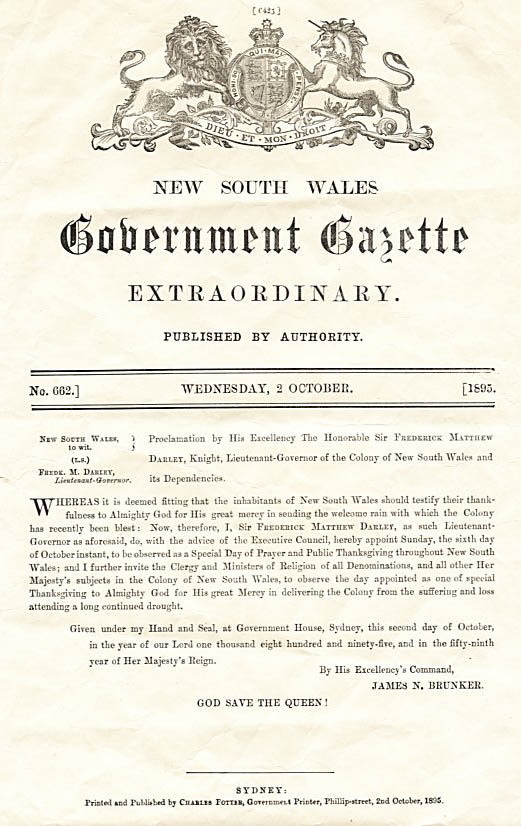 [6425]
HONI SOIT QUI MAL Y PENSE
DIEU · ET · MON · DROIT
NEW SOUTH WALES
Government Gazette
EXTRAORDINARY.
PUBLISHED BY AUTHORITY.
No. 662.] WEDNESDAY, 2 OCTOBER. [1895.
NEW SOUTH WALES, }
to wit. }
(L.S.)
FREDK. M. DARLEY,
Lieutenant-Governor.
Proclamation by His Excellency The Honorable Sir FREDERICK MATTHEW
DARLEY, Knight, Lieutenant-Governor of the Colony of New South Wales and
its Dependencies.
WHEREAS it is deemed fitting that the inhabitants of New South Wales should testify their thank-
fulness to Almighty God for His great mercy in sending the welcome rain with which the Colony
has recently been blest: Now, therefore, I, Sir FREDERICK MATTHEW DARLEY, as such Lieutenant-
Governor as aforesaid, do, with the advice of the Executive Council, hereby appoint Sunday, the sixth day
of October instant, to be observed as a Special Day of Prayer and Public Thanksgiving throughout New South
Wales; and I further invite the Clergy and Ministers of Religion of all Denominations, and all other Her
Majesty's subjects in the Colony of New South Wales, to observe the day appointed as one of special
Thanksgiving to Almighty God for His great Mercy in delivering the Colony from the suffering and loss
attending a long continued drought.
Given under my Hand and Seal, at Government House, Sydney, this second day of October,
in the year of our Lord one thousand eight hundred and ninety-five, and in the fifty-ninth
year of Her Majesty's Reign.
By His Excellency's Command,
JAMES N. BRUNKER.
GOD SAVE THE QUEEN!
SYDNEY:
Printed and Published by CHARLES POTTER, Government Printer, Phillip-street, 2nd October, 1895.